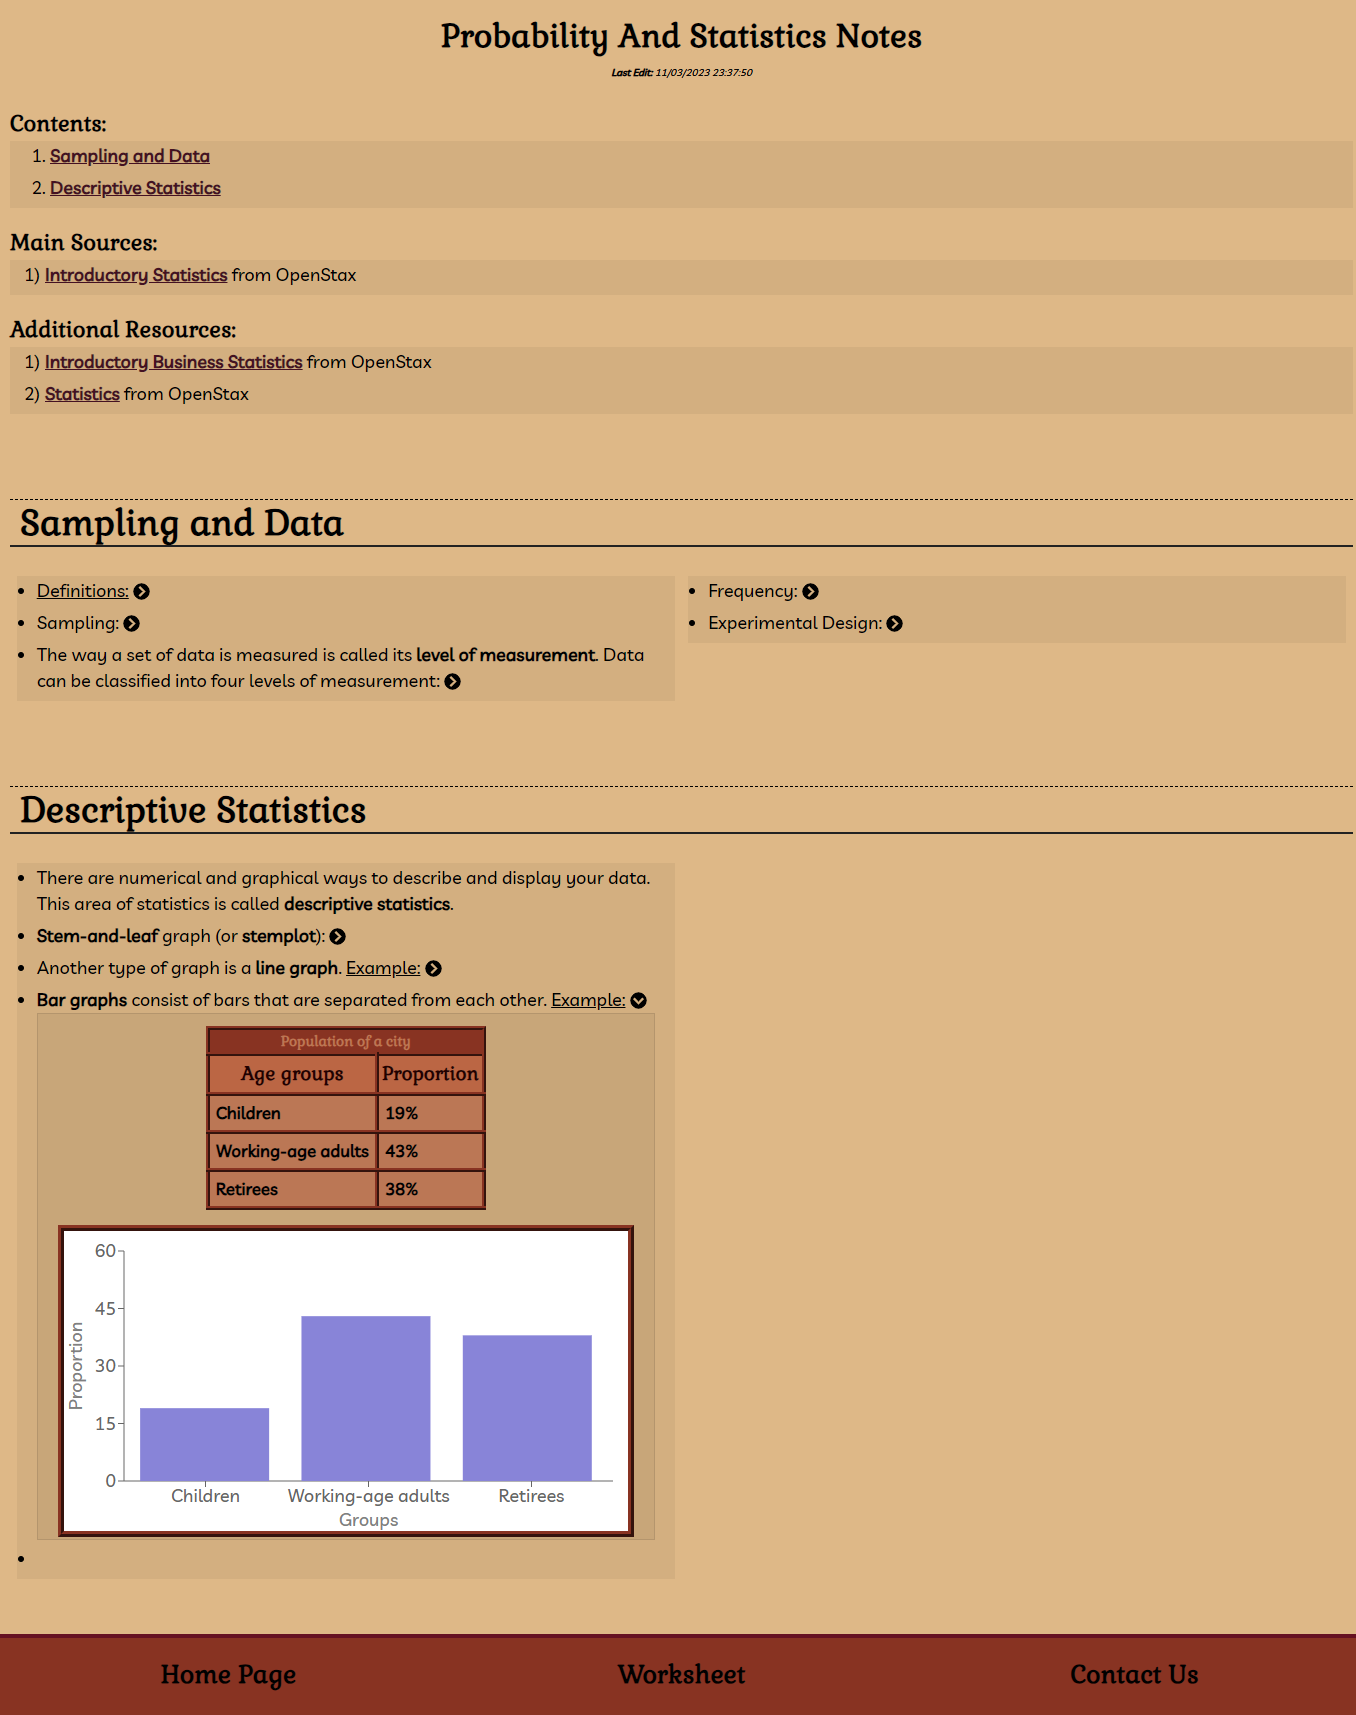 Probability And Statistics Notes
Last Edit: 11/03/2023 23:37:50
Contents:
1. Sampling and Data
2. Descriptive Statistics
Main Sources:
1) Introductory Statistics from OpenStax
Additional Resources:
1) Introductory Business Statistics from OpenStax
2) Statistics from OpenStax
Sampling and Data
Definitions:
Sampling:
The way a set of data is measured is called its level of measurement. Data
can be classified into four levels of measurement:
Frequency:
Experimental Design:
Descriptive Statistics
There are numerical and graphical ways to describe and display your data.
This area of statistics is called descriptive statistics.
Stem-and-leaf graph (or stemplot):
Another type of graph is a line graph. Example:
Bar graphs consist of bars that are separated from each other. Example:
Population of a city
Age groups Proportion
Children 19%
Working-age adults 43%
Retirees 38%
60
45
30
15
0
Proportion
Children Working-age adults Retirees
Groups
Home Page Worksheet Contact Us